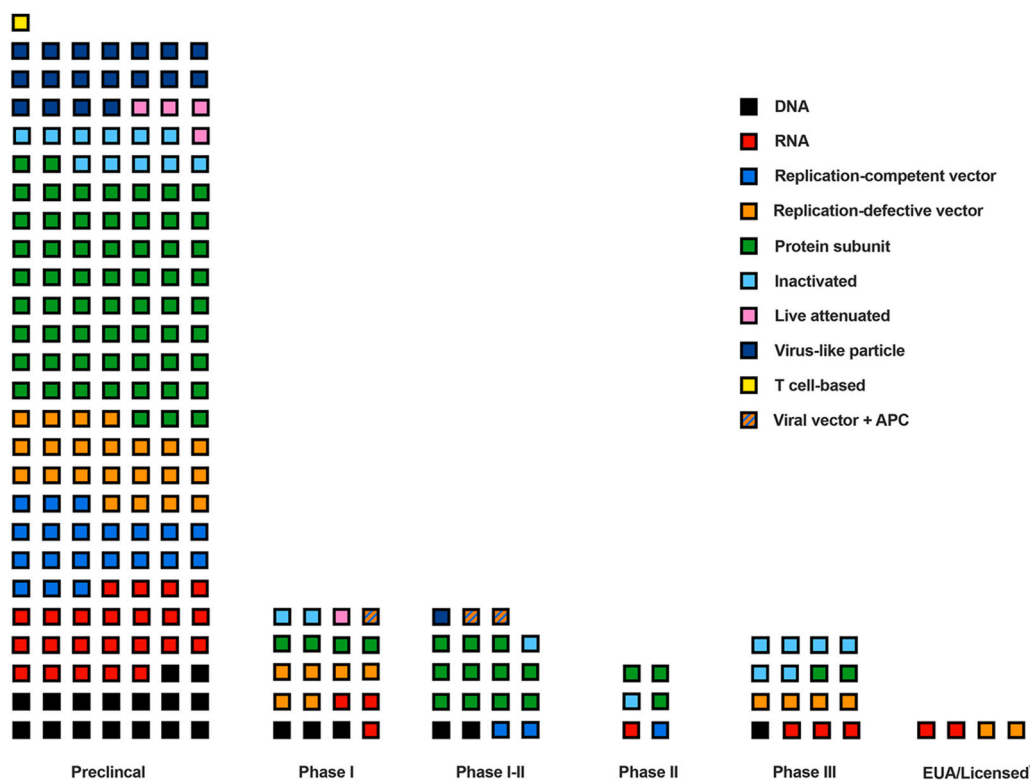 DNA
RNA
Replication-competent vector
Replication-defective vector
Protein subunit
Inactivated
Live attenuated
Virus-like particle
T cell-based
Viral vector + APC
Preclincal
Phase I
Phase I-II
Phase II
Phase III
EUA/Licensed